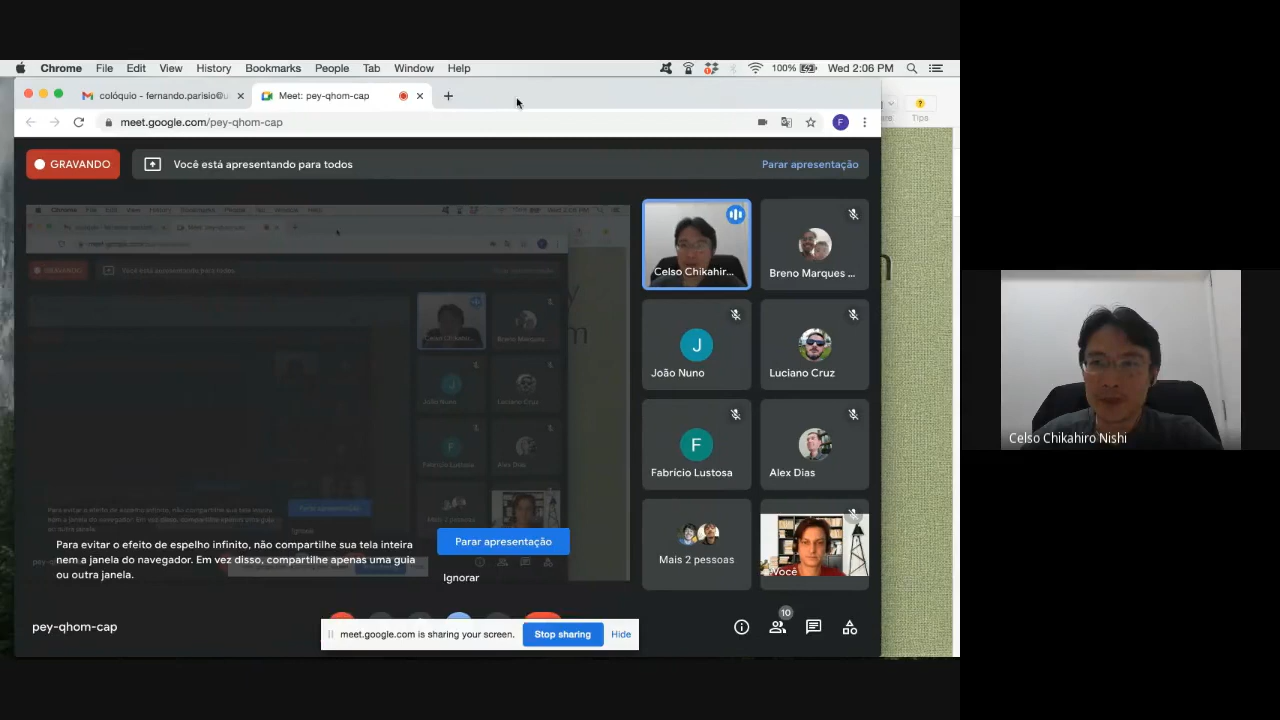 Chrome File Edit View History Bookmarks People Tab Window Help 100% Wed 2:06 PM
colóquio - fernando.parisio@u Meet: pey-qhom-cap
meet.google.com/pey-qhom-cap F
Tips
GRAVANDO Você está apresentando para todos Parar apresentação
Celso Chikahir... Breno Marques ...
J
João Nuno Luciano Cruz
F
Fabrício Lustosa Alex Dias
Mais 2 pessoas Você
Para evitar o efeito de espelho infinito, não compartilhe sua tela inteira
nem a janela do navegador. Em vez disso, compartilhe apenas uma guia
ou outra janela.
Parar apresentação
Ignorar
pey-qhom-cap
meet.google.com is sharing your screen. Stop sharing Hide
10
Celso Chikahiro Nishi